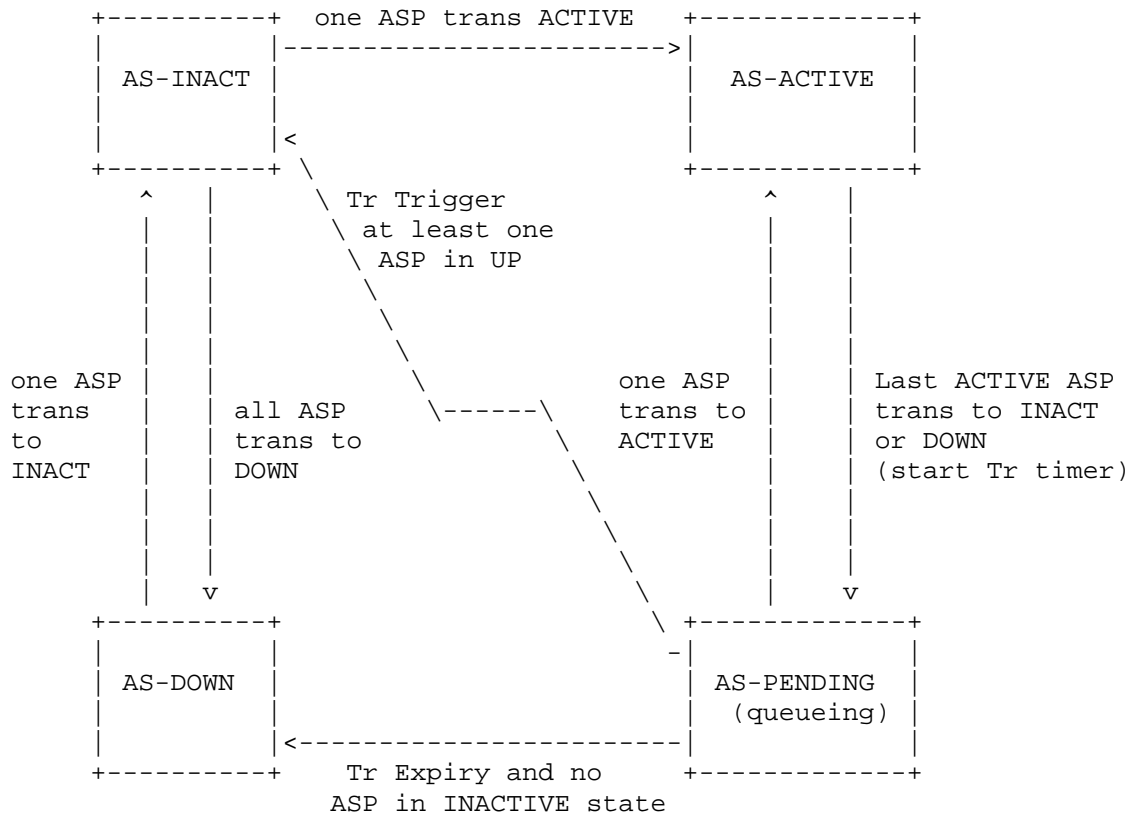 one ASP trans ACTIVE
AS-INACT
AS-ACTIVE
Tr Trigger
at least one
ASP in UP
one ASP
trans
to
INACT
all ASP
trans to
DOWN
one ASP
trans to
ACTIVE
Last ACTIVE ASP
trans to INACT
or DOWN
(start Tr timer)
AS-DOWN
AS-PENDING
(queueing)
Tr Expiry and no
ASP in INACTIVE state